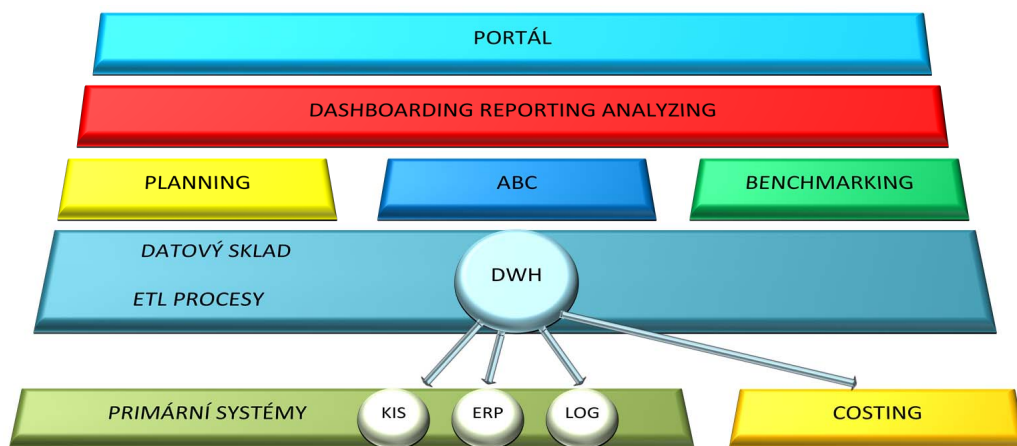 PORTÁL
DASHBOARDING REPORTING ANALYZING
PLANNING
ABC
BENCHMARKING
DATOVÝ SKLAD
DWH
ETL PROCESY
PRIMÁRNÍ SYSTÉMY
KIS
ERP
LOG
COSTING